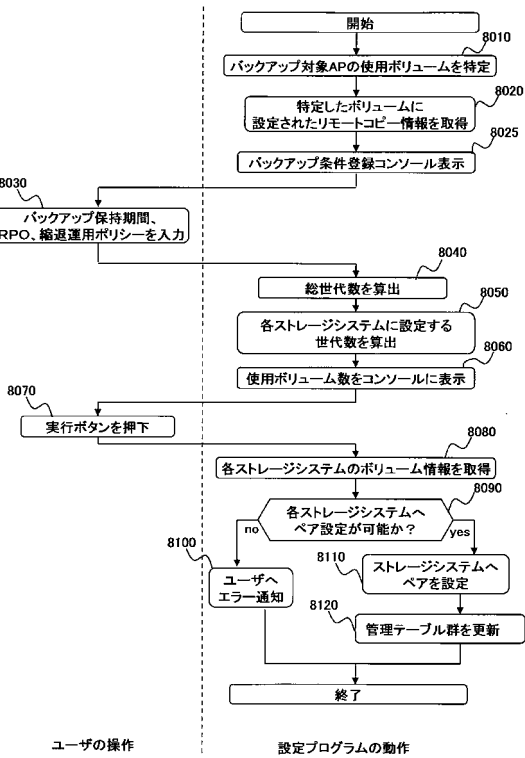 開始
8010
バックアップ対象APの使用ボリュームを特定
8020
特定したボリュームに
設定されたリモートコピー情報を取得
8025
バックアップ条件登録コンソール表示
8030
バックアップ保持期間、
RPO、縮退運用ポリシーを入力
8040
総世代数を算出
8050
各ストレージシステムに設定する
世代数を算出
8060
使用ボリューム数をコンソールに表示
8070
実行ボタンを押下
8080
各ストレージシステムのボリューム情報を取得
8090
各ストレージシステムへ
ペア設定が可能か？
no
yes
8100
ユーザへ
エラー通知
8110
ストレージシステムへ
ペアを設定
8120
管理テーブル群を更新
終了
ユーザの操作
設定プログラムの動作